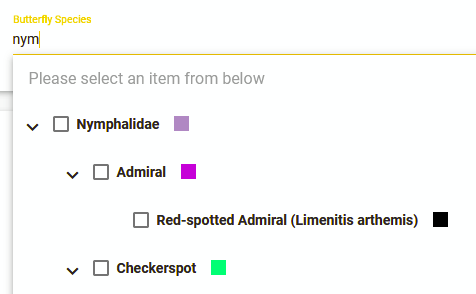 Butterfly Species
nym
Please select an item from below
Nymphalidae
Admiral
Red-spotted Admiral (Limenitis arthemis)
Checkerspot